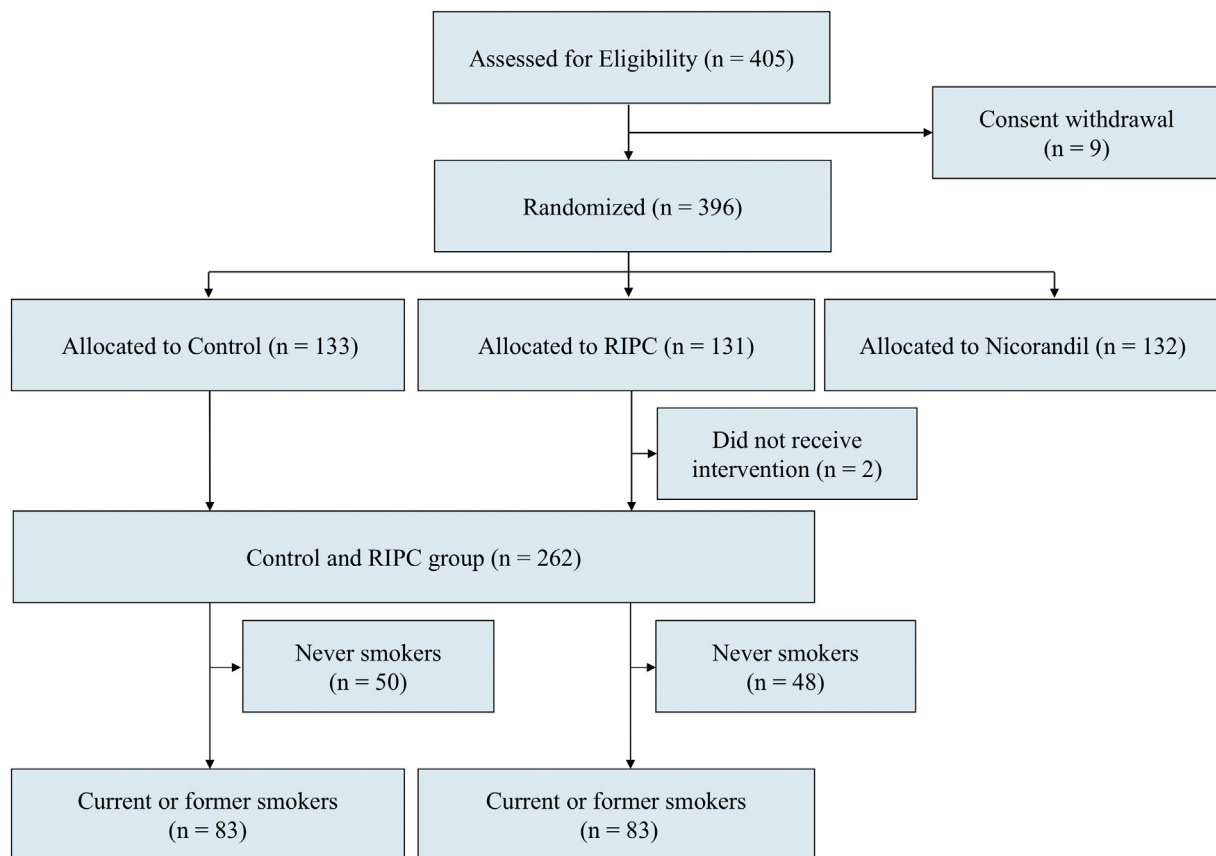 Assessed for Eligibility (n = 405)
Consent withdrawal
(n = 9)
Randomized (n = 396)
Allocated to Control (n = 133)
Allocated to RIPC (n = 131)
Allocated to Nicorandil (n = 132)
Did not receive
intervention (n = 2)
Control and RIPC group (n = 262)
Never smokers
(n = 50)
Never smokers
(n = 48)
Current or former smokers
(n = 83)
Current or former smokers
(n = 83)